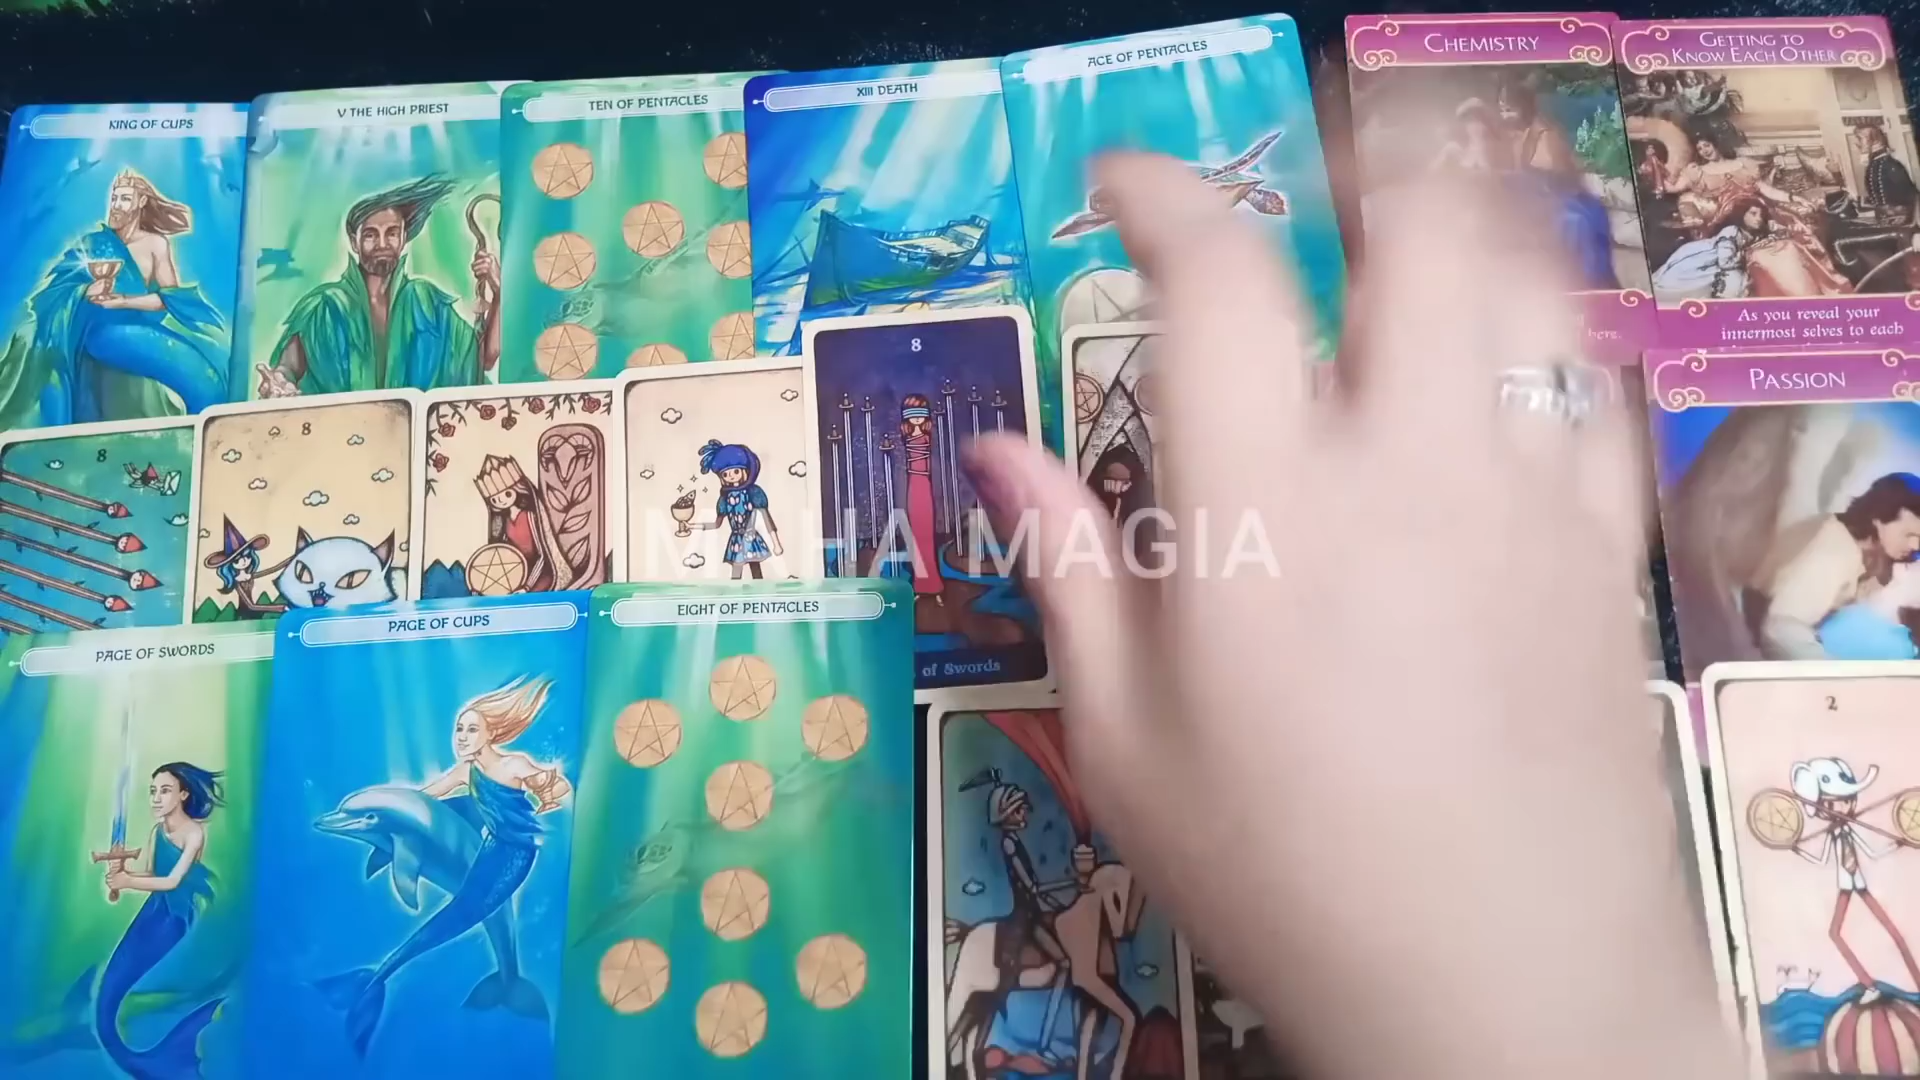 KING OF CUPS
V THE HIGH PRIEST
TEN OF PENTACLES
XIII DEATH
ACE OF PENTACLES
CHEMISTRY
GETTING TO
KNOW EACH OTHER
here.
As you reveal your
innermost selves to each
8
PASSION
8
8
MAHA MAGIA
of Swords
PAGE OF SWORDS
PAGE OF CUPS
EIGHT OF PENTACLES
2